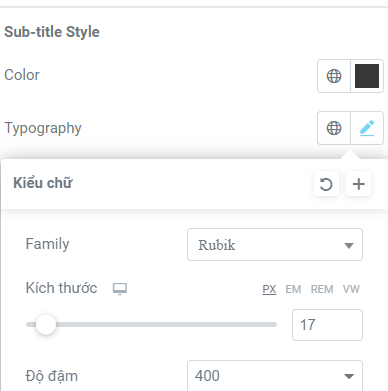 Sub-title Style
Color
Typography
Kiểu chữ
Family Rubik
Kích thước PX EM REM VW
17
Độ đậm 400